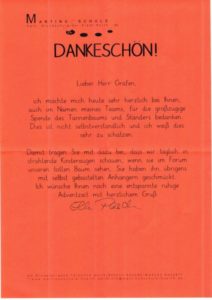 MARTINI SCHULE
DANKESCHÖN!
Lieber Herr Gräfen,
ich möchte mich heute sehr herzlich bei Ihnen,
auch im Namen meines Teams, für die großzügige
Spende des Tannenbaums und Ständers bedanken.
Dies ist nicht selbstverständlich und ich weiß dies
sehr zu schätzen.
Damit tragen Sie mit dazu bei, dass wir täglich in
strahlende Kinderaugen schauen, wenn sie im Forum
unseren tollen Baum sehen. Sie haben ihn übrigens
mit selbst gebastelten Anhängern geschmückt.
Ich wünsche Ihnen noch eine entspannte ruhige
Adventszeit mit herzlichem Gruß